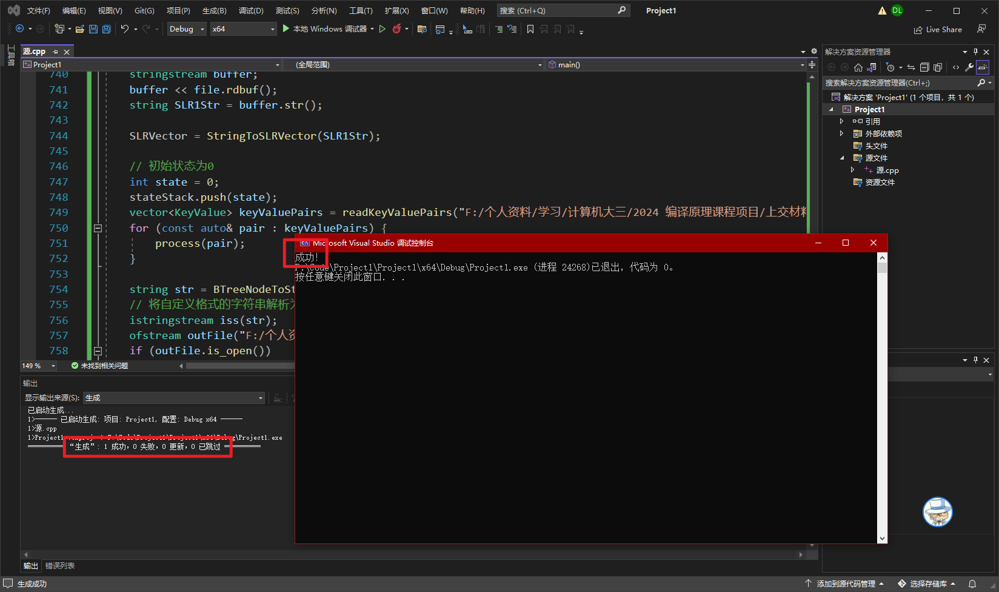 文件(F) 编辑(E) 视图(V) Git(G) 项目(P) 生成(B) 调试(D) 测试(S) 分析(N) 工具(T) 扩展(X) 窗口(W) 帮助(H) 搜索 (Ctrl+Q) Project1 DL
Debug x64 本地 Windows 调试器 Live Share
工具箱
源.cpp
Project1 (全局范围) main()
740 stringstream buffer;
741 buffer << file.rdbuf();
742 string SLR1Str = buffer.str();
743
744 SLRVector = StringToSLRVector(SLR1Str);
745
746 // 初始状态为0
747 int state = 0;
748 stateStack.push(state);
749 vector<KeyValue> keyValuePairs = readKeyValuePairs("F:/个人资料/学习/计算机大三/2024 编译原理课程项目/上交材料
750 for (const auto& pair : keyValuePairs) {
751 process(pair);
752 }
753
754 string str = BTreeNodeToSt
755 // 将自定义格式的字符串解析为
756 istringstream iss(str);
757 ofstream outFile("F:/个人资
758 if (outFile.is_open())
149 % 未找到相关问题
Microsoft Visual Studio 调试控制台
成功!
F:\Code\Project1\Project1\x64\Debug\Project1.exe (进程 24268)已退出，代码为 0。
按任意键关闭此窗口. . .
输出
显示输出来源(S): 生成
已启动生成...
1>—— 已启动生成: 项目: Project1, 配置: Debug x64 ——
1>源.cpp
1>Project1.vcxproj -> F:\Code\Project1\Project1\x64\Debug\Project1.exe
========== “生成”: 1 成功，0 失败，0 更新，0 已跳过 ==========
输出 错误列表
解决方案资源管理器
搜索解决方案资源管理器(Ctrl+;)
解决方案 'Project1' (1 个项目，共 1 个)
Project1
引用
外部依赖项
头文件
源文件
源.cpp
资源文件
生成成功 添加到源代码管理 选择存储库